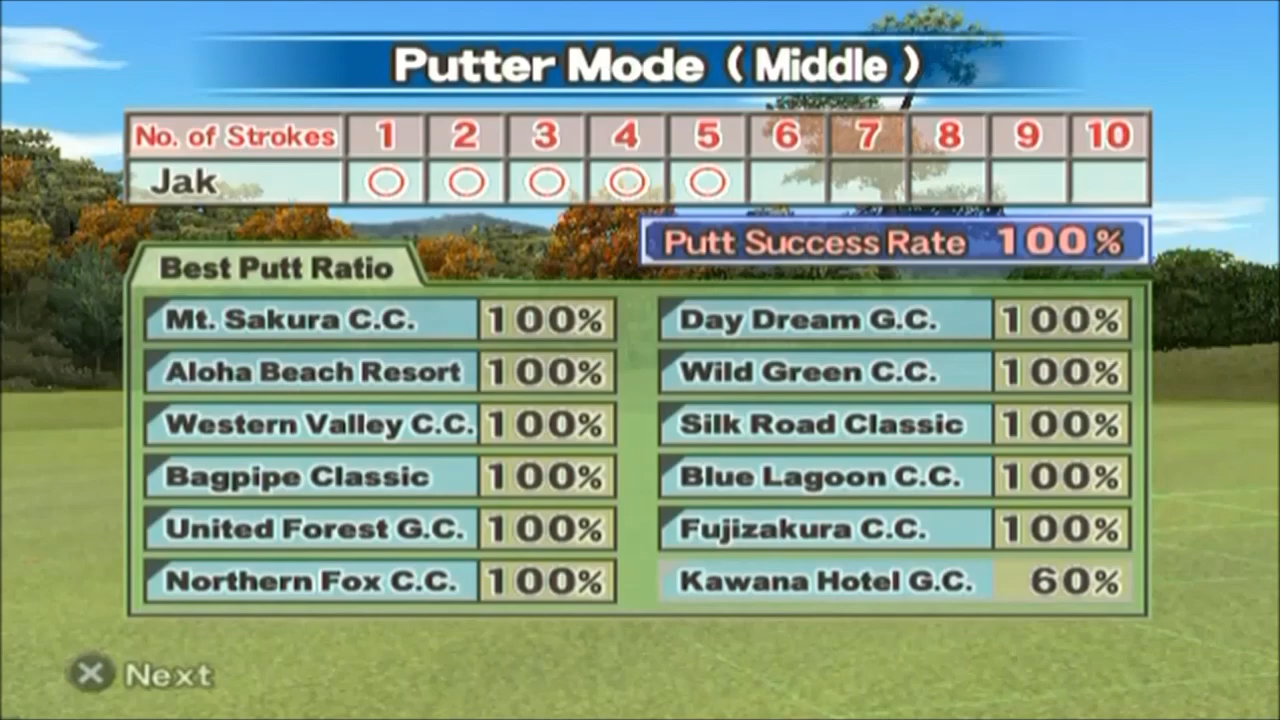 Putter Mode ( Middle )
No. of Strokes 1 2 3 4 5 6 7 8 9 10
Jak ○ ○ ○ ○ ○
Putt Success Rate 100%
Best Putt Ratio
Mt. Sakura C.C. 100% Day Dream G.C. 100%
Aloha Beach Resort 100% Wild Green C.C. 100%
Western Valley C.C. 100% Silk Road Classic 100%
Bagpipe Classic 100% Blue Lagoon C.C. 100%
United Forest G.C. 100% Fujizakura C.C. 100%
Northern Fox C.C. 100% Kawana Hotel G.C. 60%
Next